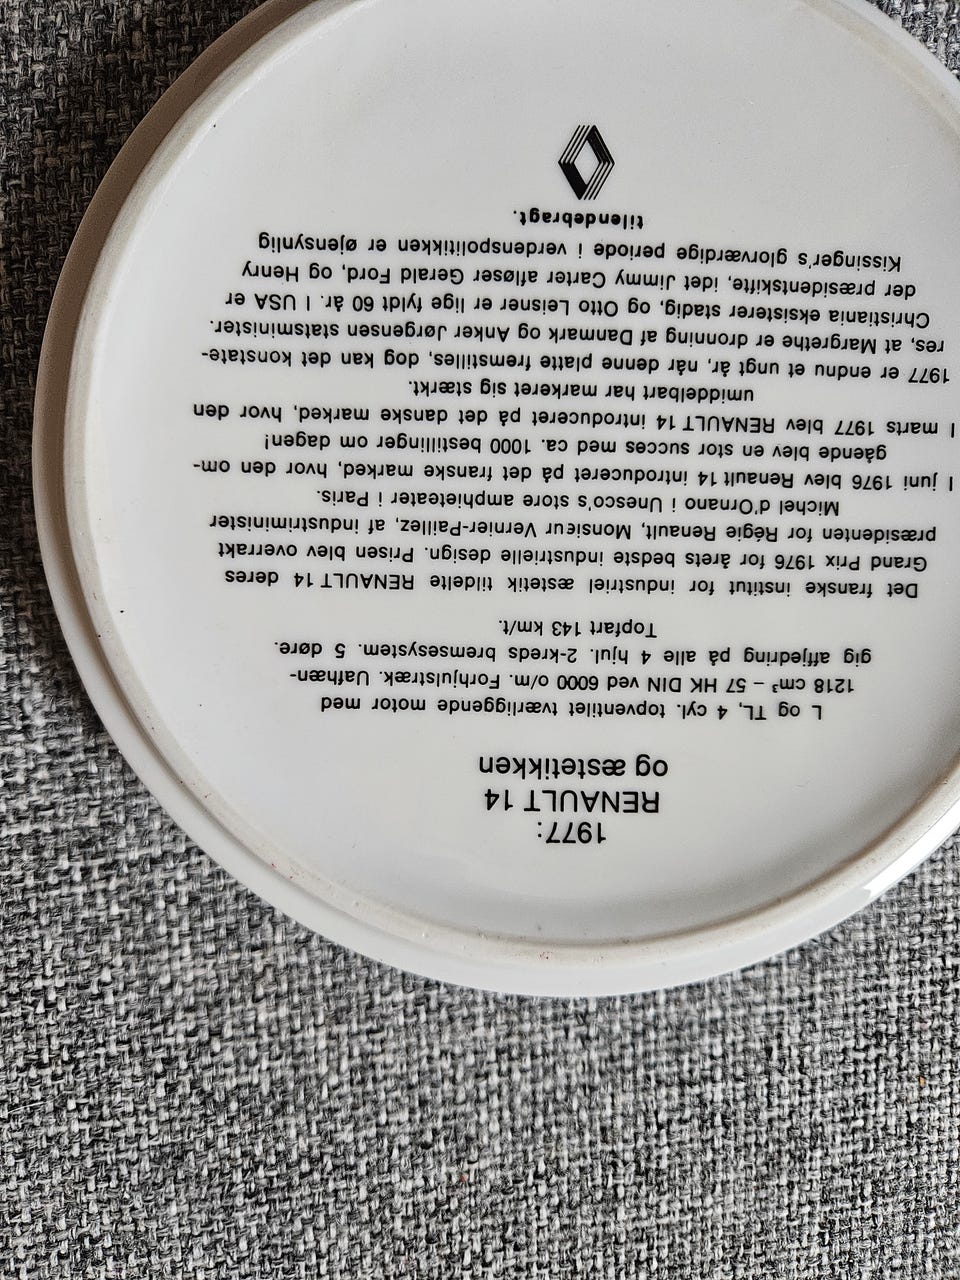 1977:
RENAULT 14
og æstetikken
L og TL, 4 cyl. topventilet tværliggende motor med
1218 cm³ – 57 HK DIN ved 6000 o/m. Forhjulstræk. Uafhæn-
gig affjedring på alle 4 hjul. 2-kreds bremsesystem. 5 døre.
Topfart 143 km/t.
Det franske institut for industriel æstetik tildelte RENAULT 14 deres
Grand Prix 1976 for årets bedste industrielle design. Prisen blev overrakt
præsidenten for Régie Renault, Monsieur Vernier-Paillez, af industriminister
Michel d'Ornano i Unesco's store amphieteater i Paris.
I juni 1976 blev Renault 14 introduceret på det franske marked, hvor den om-
gående blev en stor succes med ca. 1000 bestillinger om dagen!
I marts 1977 blev RENAULT 14 introduceret på det danske marked, hvor den
umiddelbart har markeret sig stærkt.
1977 er endnu et ungt år, når denne platte fremstilles, dog kan det konstate-
res, at Margrethe er dronning af Danmark og Anker Jørgensen statsminister.
Christiania eksisterer stadig, og Otto Leisner er lige fyldt 60 år. I USA er
der præsidentskifte, idet Jimmy Carter afløser Gerald Ford, og Henry
Kissinger's glorværdige periode i verdenspolitikken er øjensynlig
tilendebragt.